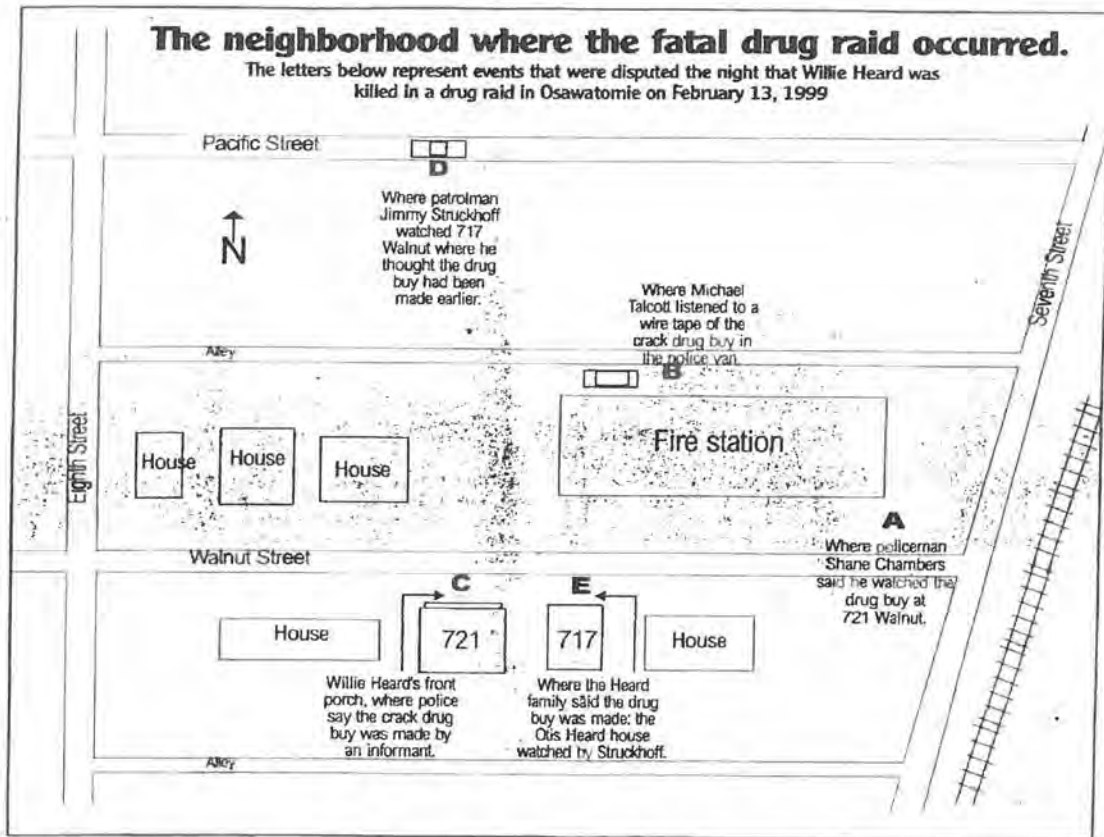 The neighborhood where the fatal drug raid occurred.
The letters below represent events that were disputed the night that Willie Heard was
killed in a drug raid in Osawatomie on February 13, 1999
Pacific Street
D
Where patrolman
Jimmy Struckhoff
watched 717
Walnut where he
thought the drug
buy had been
made earlier.
N
Seventh Street
Where Michael
Talcott listened to a
wire tape of the
crack drug buy in
the police van.
B
Alley
Eighth Street
House
House
House
Fire station
A
Where policeman
Shane Chambers
said he watched the
drug buy at
721 Walnut.
Walnut Street
C
E
House
721
717
House
Willie Heard's front
porch, where police
say the crack drug
buy was made by
an informant.
Where the Heard
family said the drug
buy was made: the
Otis Heard house
watched by Struckhoff.
Alley